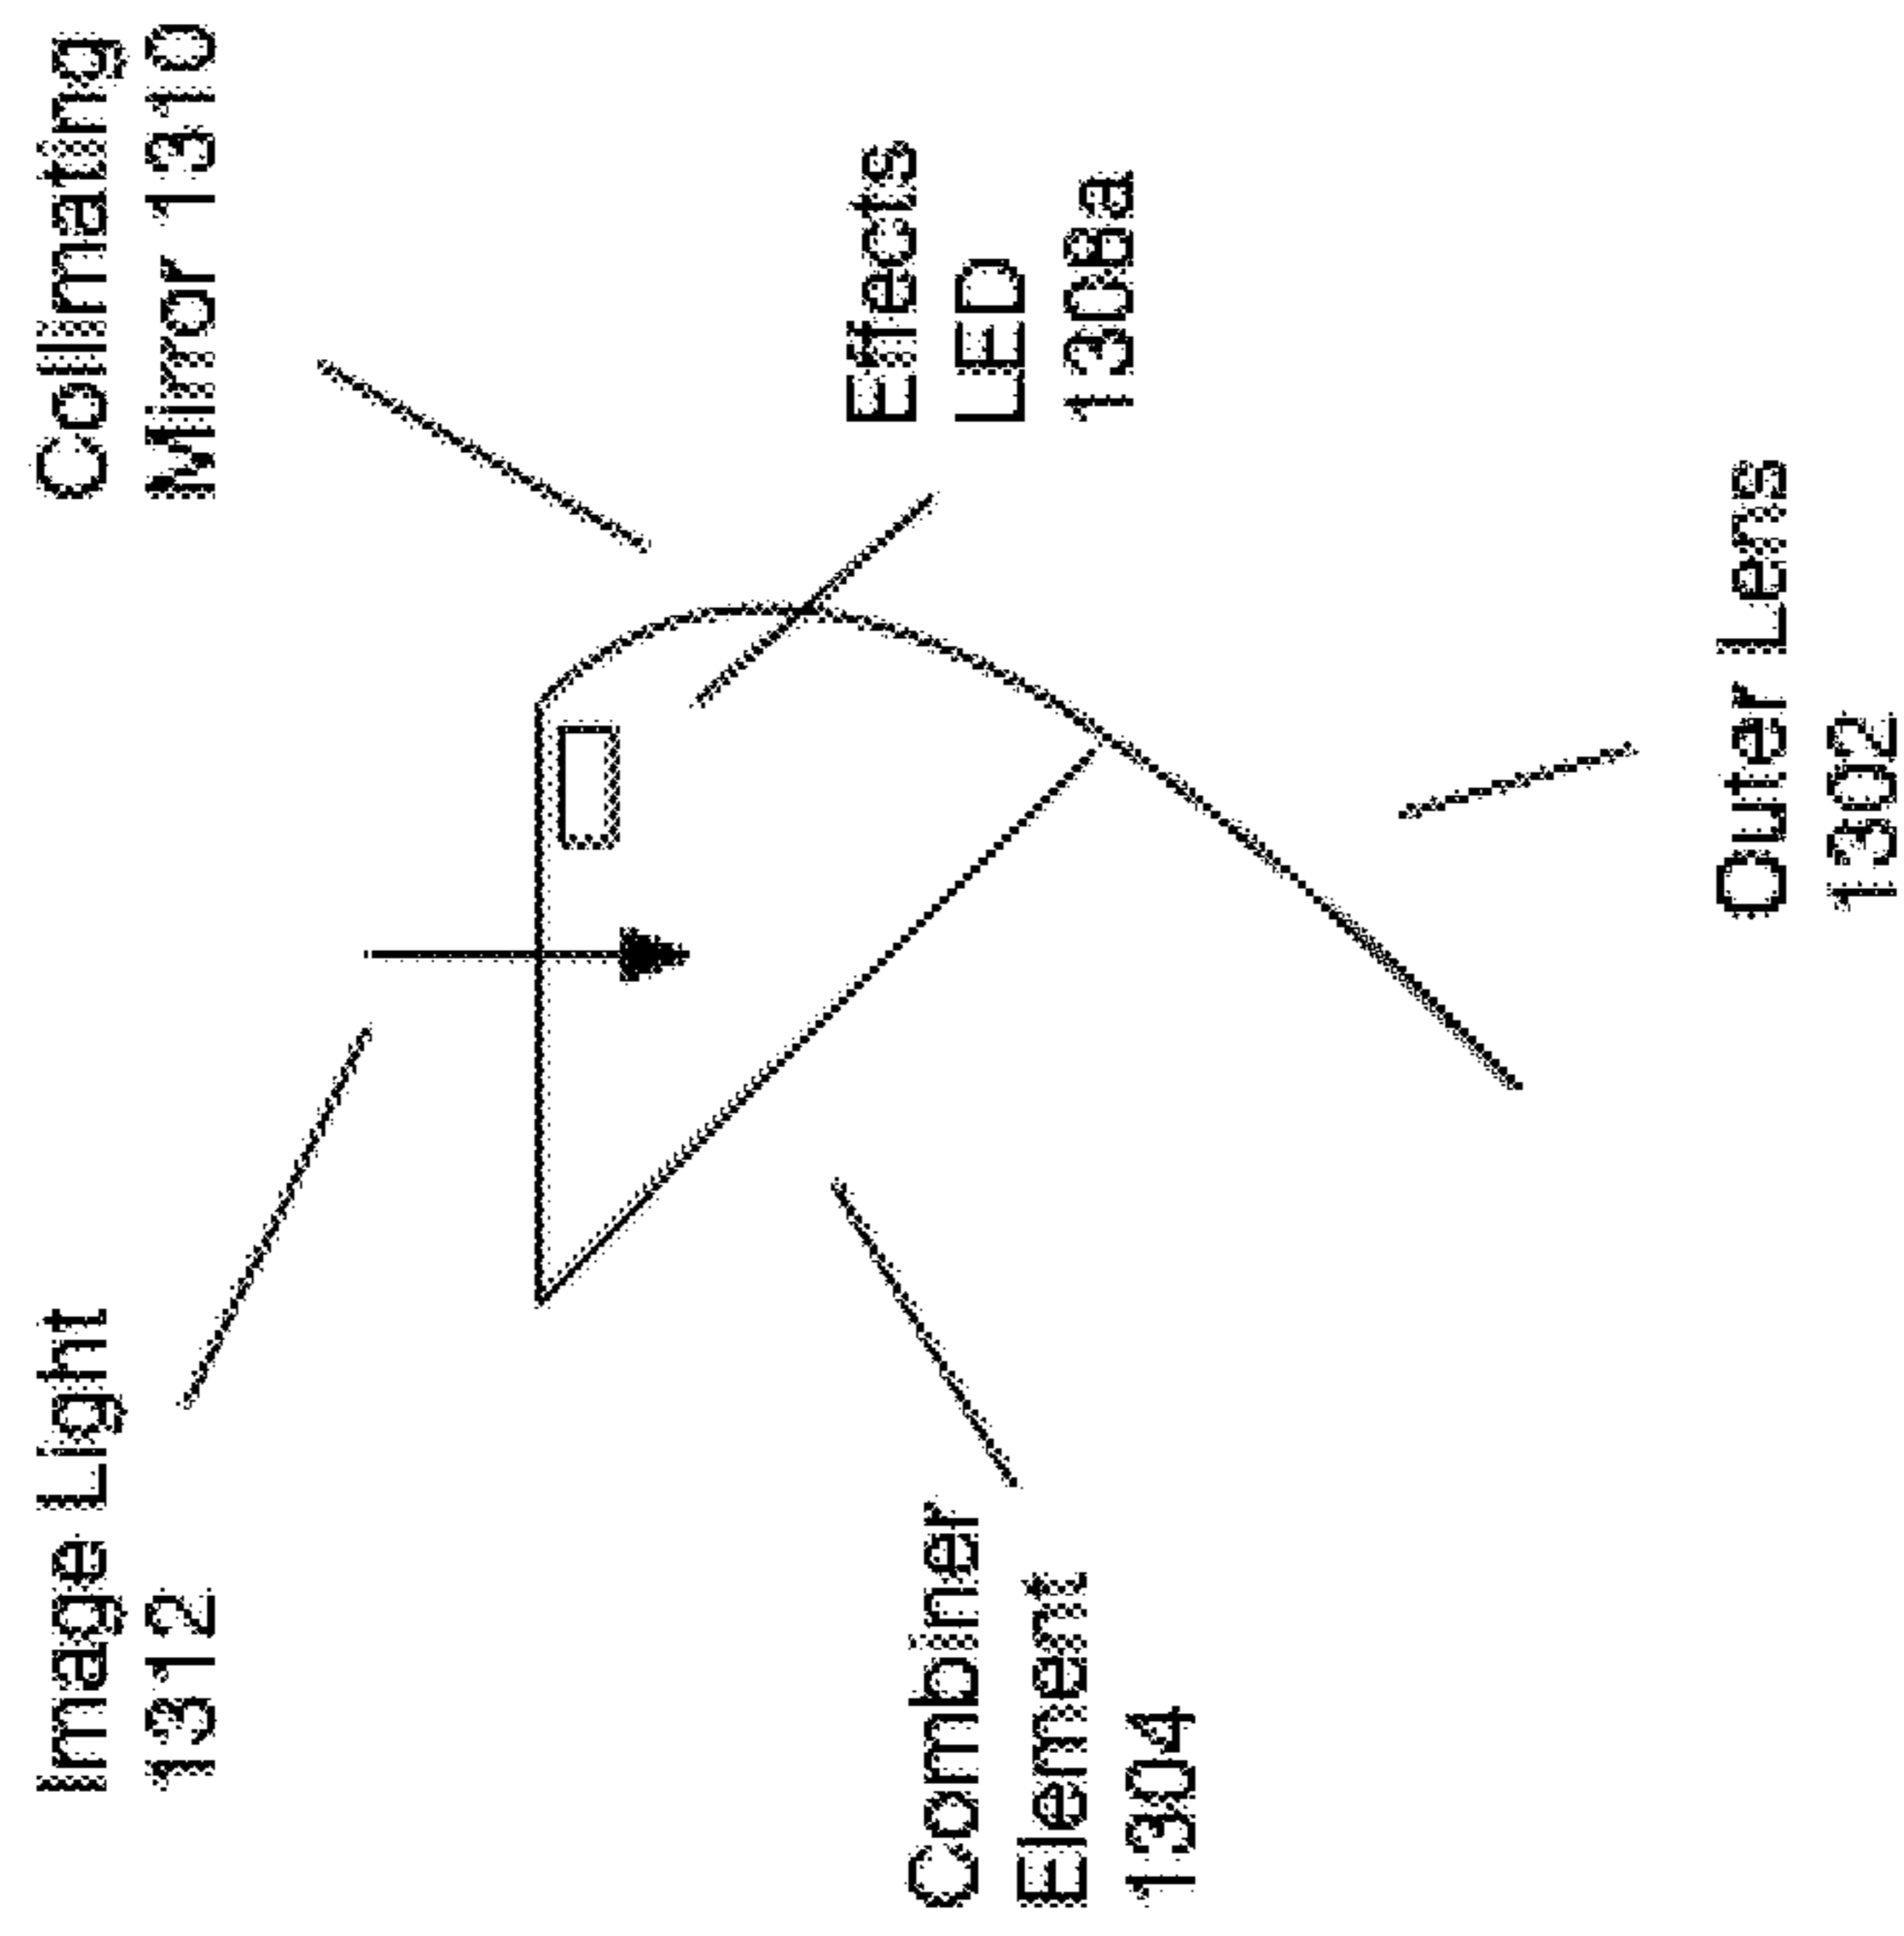 Image Light
1312
Collimating
Mirror 1310
Effects
LED
1308a
Combiner
Element
1304
Outer Lens
1302